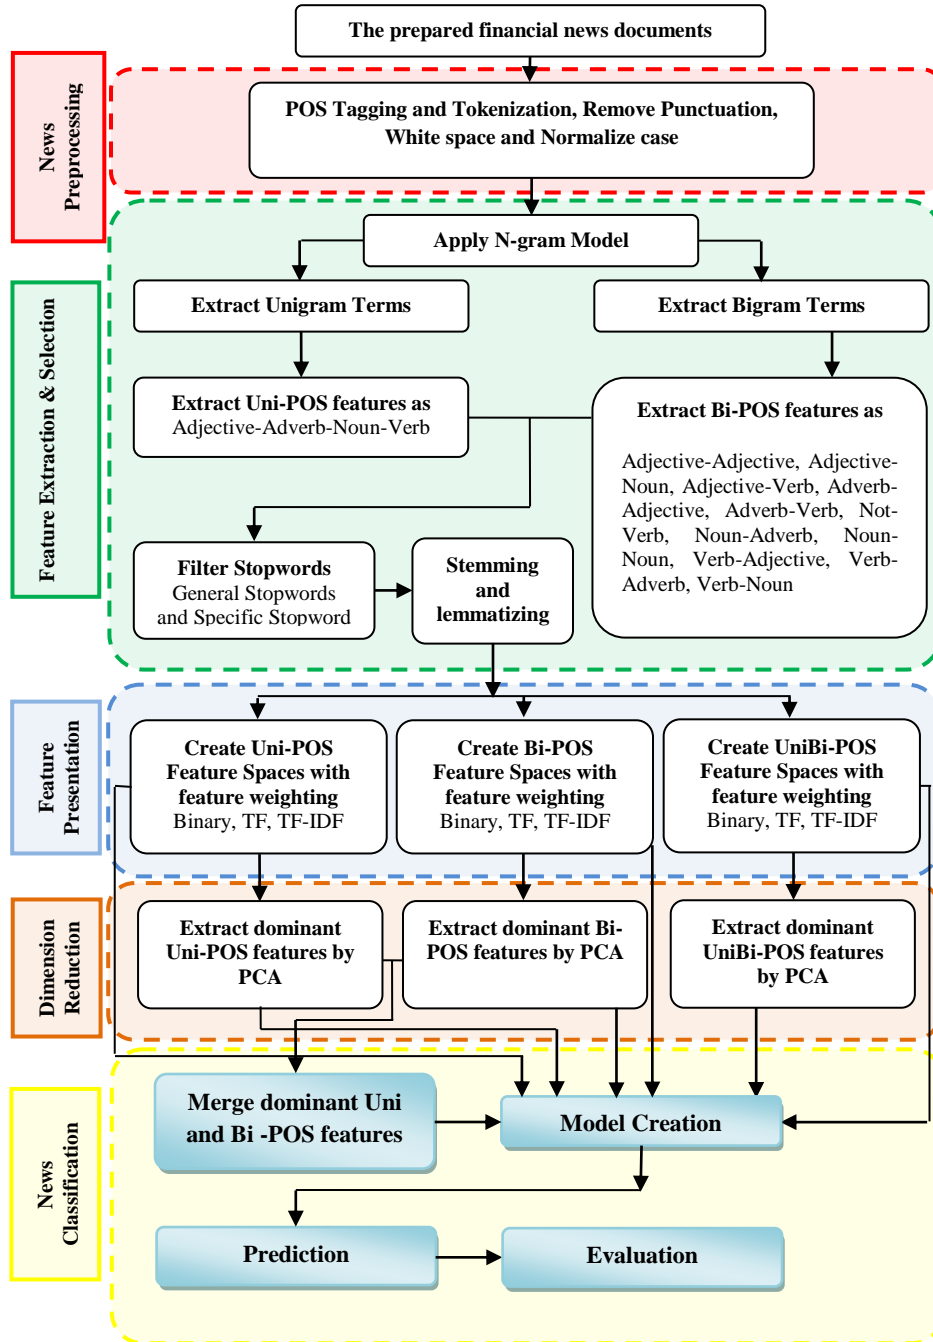 The prepared financial news documents
News
Preprocessing
POS Tagging and Tokenization, Remove Punctuation,
White space and Normalize case
Feature Extraction & Selection
Apply N-gram Model
Extract Unigram Terms
Extract Bigram Terms
Extract Uni-POS features as
Adjective-Adverb-Noun-Verb
Extract Bi-POS features as
Adjective-Adjective, Adjective-
Noun, Adjective-Verb, Adverb-
Adjective, Adverb-Verb, Not-
Verb, Noun-Adverb, Noun-
Noun, Verb-Adjective, Verb-
Adverb, Verb-Noun
Filter Stopwords
General Stopwords
and Specific Stopword
Stemming
and
lemmatizing
Feature
Presentation
Create Uni-POS
Feature Spaces with
feature weighting
Binary, TF, TF-IDF
Create Bi-POS
Feature Spaces with
feature weighting
Binary, TF, TF-IDF
Create UniBi-POS
Feature Spaces with
feature weighting
Binary, TF, TF-IDF
Dimension
Reduction
Extract dominant
Uni-POS features by
PCA
Extract dominant Bi-
POS features by PCA
Extract dominant
UniBi-POS features
by PCA
News
Classification
Merge dominant Uni
and Bi -POS features
Model Creation
Prediction
Evaluation